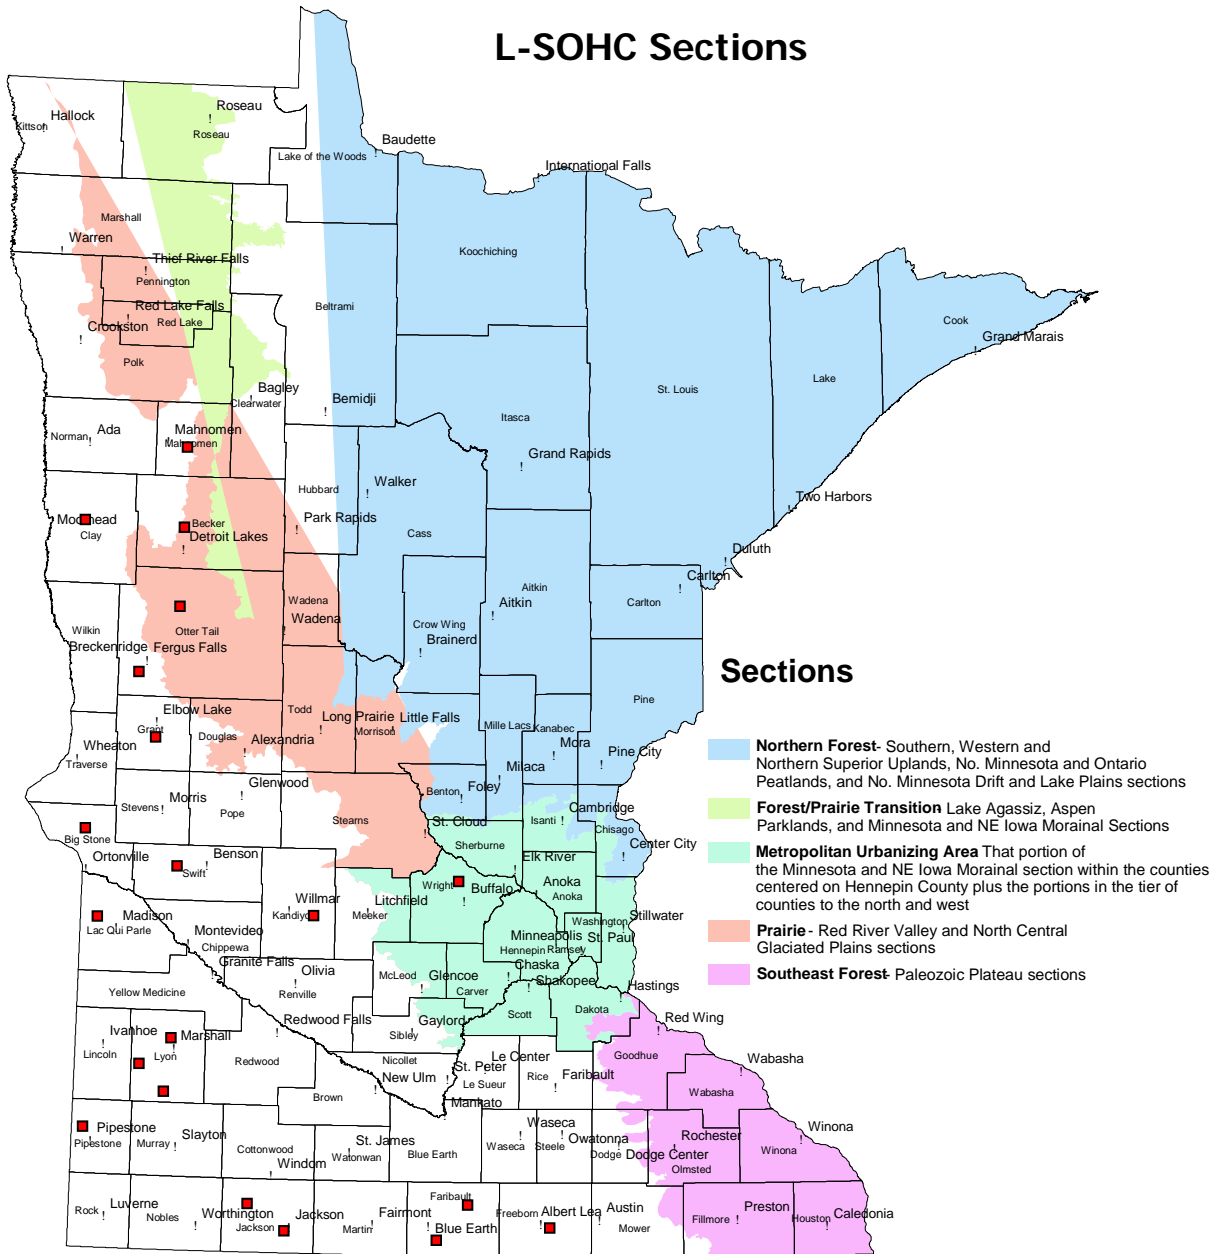 L-SOHC Sections
Hallock
Kittson
Roseau
Roseau
Lake of the Woods
Baudette
International Falls
Marshall
Warren
Thief River Falls
Pennington
Red Lake Falls
Red Lake
Crookston
Polk
Koochiching
Beltrami
Cook
Grand Marais
Lake
St. Louis
Bagley
Clearwater
Bemidji
Itasca
Grand Rapids
Norman
Ada
Mahnomen
Hubbard
Walker
Park Rapids
Cass
Two Harbors
Clay
Becker
Detroit Lakes
Duluth
Carlton
Carlton
Aitkin
Aitkin
Wadena
Wadena
Crow Wing
Brainerd
Wilkin
Otter Tail
Breckenridge
Fergus Falls
Sections
Pine
Elbow Lake
Grant
Douglas
Alexandria
Todd
Long Prairie
Morrison
Little Falls
Mille Lacs
Kanabec
Mora
Pine City
Wheaton
Traverse
Milaca
Northern Forest- Southern, Western and
Northern Superior Uplands, No. Minnesota and Ontario
Peatlands, and No. Minnesota Drift and Lake Plains sections
Forest/Prairie Transition Lake Agassiz, Aspen
Parklands, and Minnesota and NE Iowa Morainal Sections
Metropolitan Urbanizing Area That portion of
the Minnesota and NE Iowa Morainal section within the counties
centered on Hennepin County plus the portions in the tier of
counties to the north and west
Prairie- Red River Valley and North Central
Glaciated Plains sections
Southeast Forest- Paleozoic Plateau sections
Glenwood
Morris
Stevens
Pope
Stearns
Benton
Foley
St. Cloud
Isanti
Cambridge
Chisago
Center City
Sherburne
Elk River
Big Stone
Ortonville
Benson
Swift
Willmar
Litchfield
Meeker
Wright
Buffalo
Anoka
Anoka
Washington
Stillwater
Madison
Lac Qui Parle
Montevideo
Chippewa
Granite Falls
Olivia
Renville
McLeod
Glencoe
Carver
Minneapolis
Hennepin
Ramsey
St. Paul
Chaska
Shakopee
Scott
Dakota
Hastings
Yellow Medicine
Redwood Falls
Gaylord
Sibley
Red Wing
Goodhue
Wabasha
Wabasha
Ivanhoe
Lincoln
Marshall
Lyon
Redwood
Nicollet
New Ulm
Brown
St. Peter
Le Center
Le Sueur
Rice
Faribault
Mankato
Pipestone
Pipestone
Slayton
Murray
Cottonwood
Windom
St. James
Watonwan
Blue Earth
Waseca
Waseca
Steele
Owatonna
Dodge
Dodge Center
Rochester
Olmsted
Winona
Winona
Rock
Luverne
Nobles
Worthington
Jackson
Jackson
Martin
Fairmont
Faribault
Blue Earth
Freeborn
Albert Lea
Austin
Mower
Fillmore
Preston
Houston
Caledonia